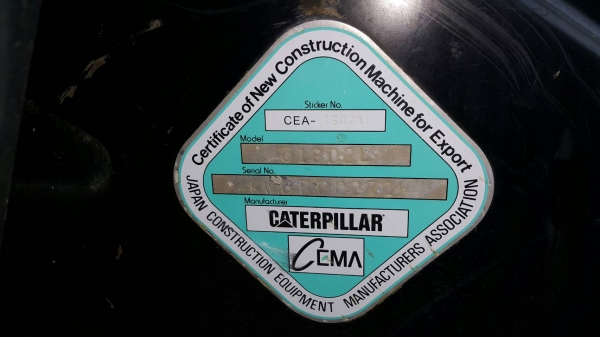 Certificate of New Construction Machine for Export
Sticker No.
CEA-
Model
Serial No.
Manufacturer
CATERPILLAR
CEMA
JAPAN CONSTRUCTION EQUIPMENT MANUFACTURERS ASSOCIATION